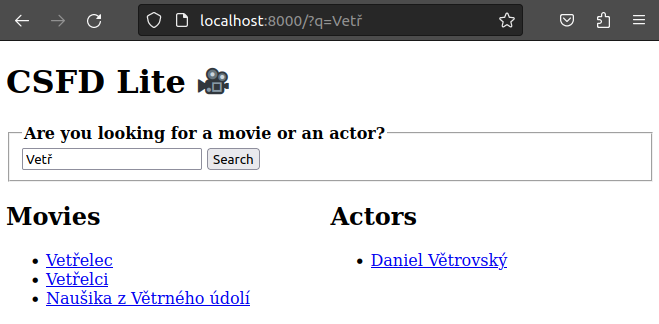 localhost:8000/?q=Vetř
CSFD Lite
Are you looking for a movie or an actor?
Vetř Search
Movies
Vetřelec
Vetřelci
Naušika z Větrného údolí
Actors
Daniel Větrovský